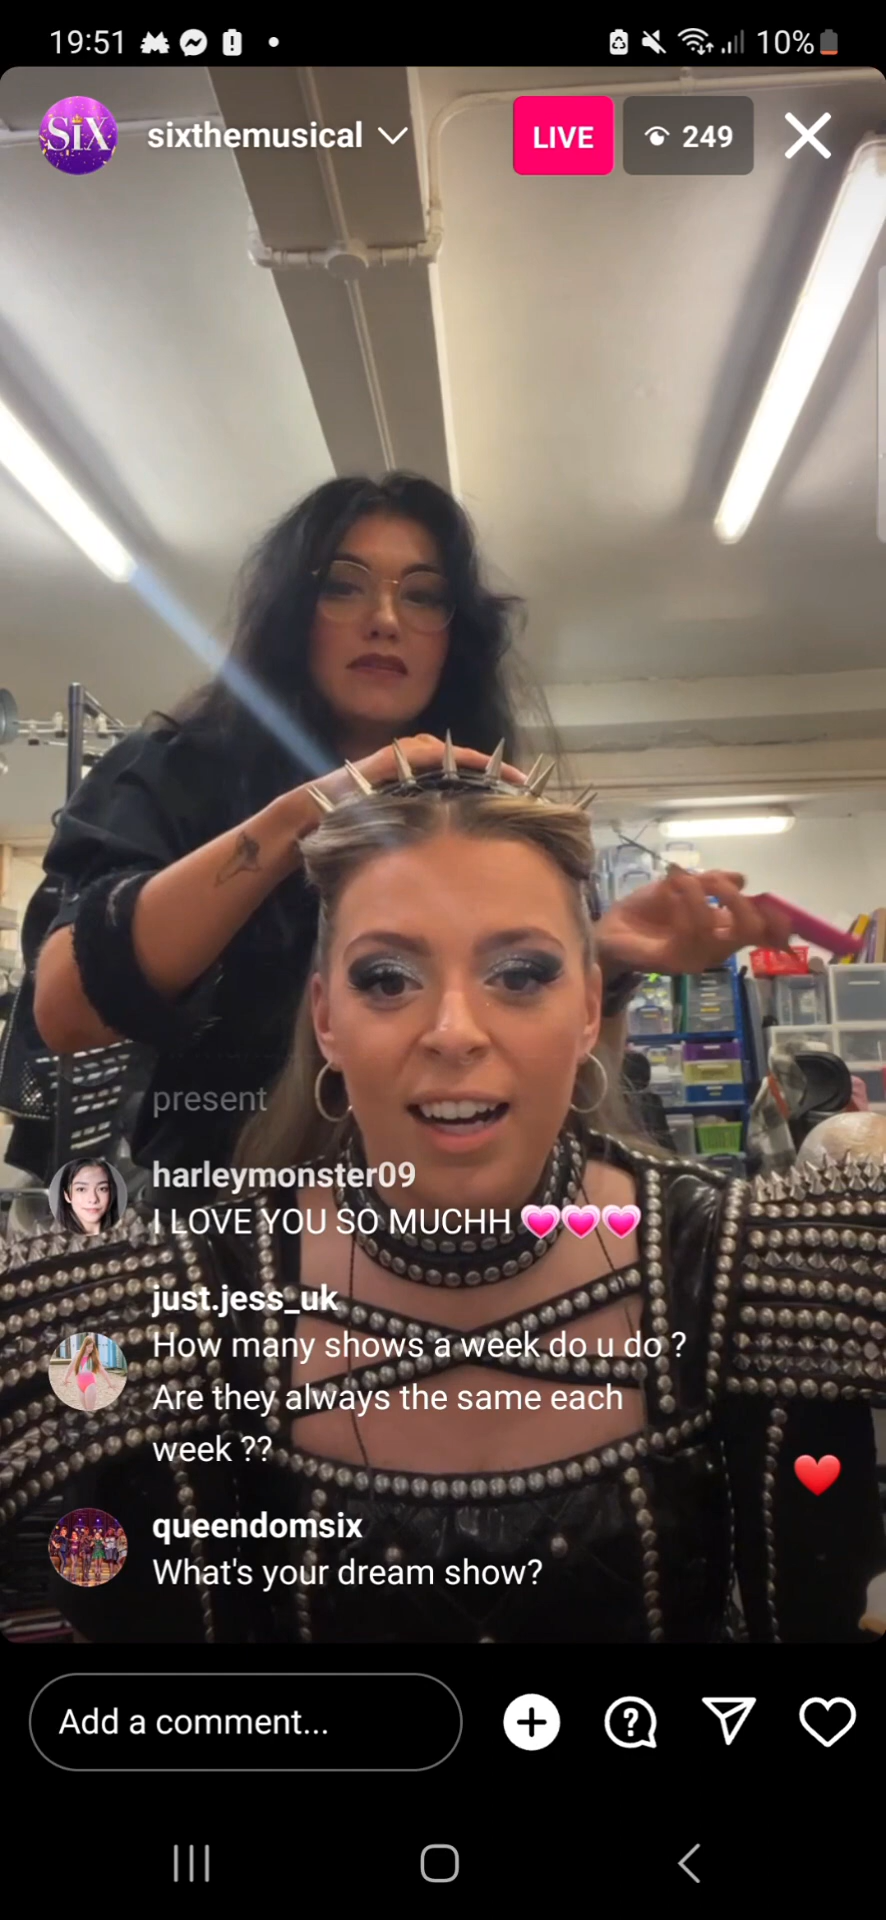 19:51
10%
SIX
sixthemusical
LIVE
249
present
harleymonster09
I LOVE YOU SO MUCHH 💗💗💗
just.jess_uk
How many shows a week do u do ?
Are they always the same each
week ??
queendomsix
What's your dream show?
Add a comment...